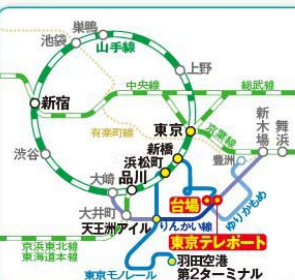 巣鴨
池袋
山手線
上野
中央線
総武線
新宿
有楽町線
東京
京葉線
新木場
舞浜
新橋
豊洲
渋谷
浜松町
大崎
品川
台場
ゆりかもめ
大井町
天王洲アイル
りんかい線
東京テレポート
京浜東北線
東海道本線
羽田空港
第2ターミナル
東京モノレール